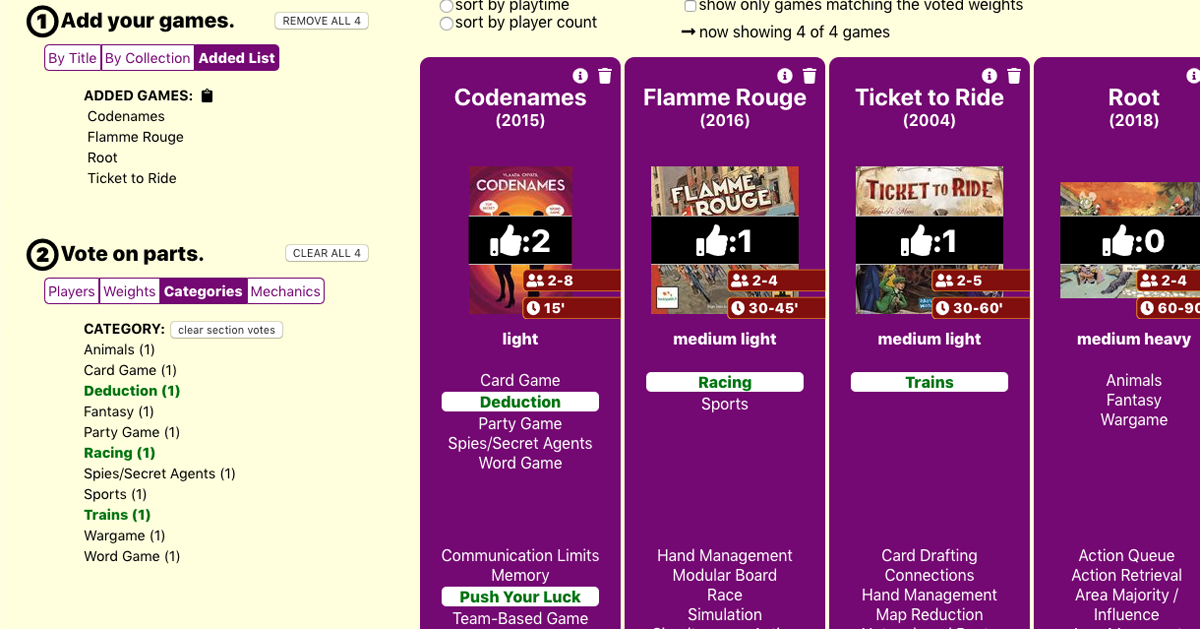 1 Add your games.
REMOVE ALL 4
By Title
By Collection
Added List
ADDED GAMES:
Codenames
Flamme Rouge
Root
Ticket to Ride
2 Vote on parts.
CLEAR ALL 4
Players
Weights
Categories
Mechanics
CATEGORY:
clear section votes
Animals (1)
Card Game (1)
Deduction (1)
Fantasy (1)
Party Game (1)
Racing (1)
Spies/Secret Agents (1)
Sports (1)
Trains (1)
Wargame (1)
Word Game (1)
sort by playtime
sort by player count
show only games matching the voted weights
→ now showing 4 of 4 games
Codenames
(2015)
CODENAMES
:2
2-8
15'
light
Card Game
Deduction
Party Game
Spies/Secret Agents
Word Game
Communication Limits
Memory
Push Your Luck
Team-Based Game
Flamme Rouge
(2016)
FLAMME
ROUGE
:1
2-4
30-45'
medium light
Racing
Sports
Hand Management
Modular Board
Race
Simulation
Ticket to Ride
(2004)
TICKET TO RIDE
:1
2-5
30-60'
medium light
Trains
Card Drafting
Connections
Hand Management
Map Reduction
Root
(2018)
:0
2-4
60-90
medium heavy
Animals
Fantasy
Wargame
Action Queue
Action Retrieval
Area Majority /
Influence